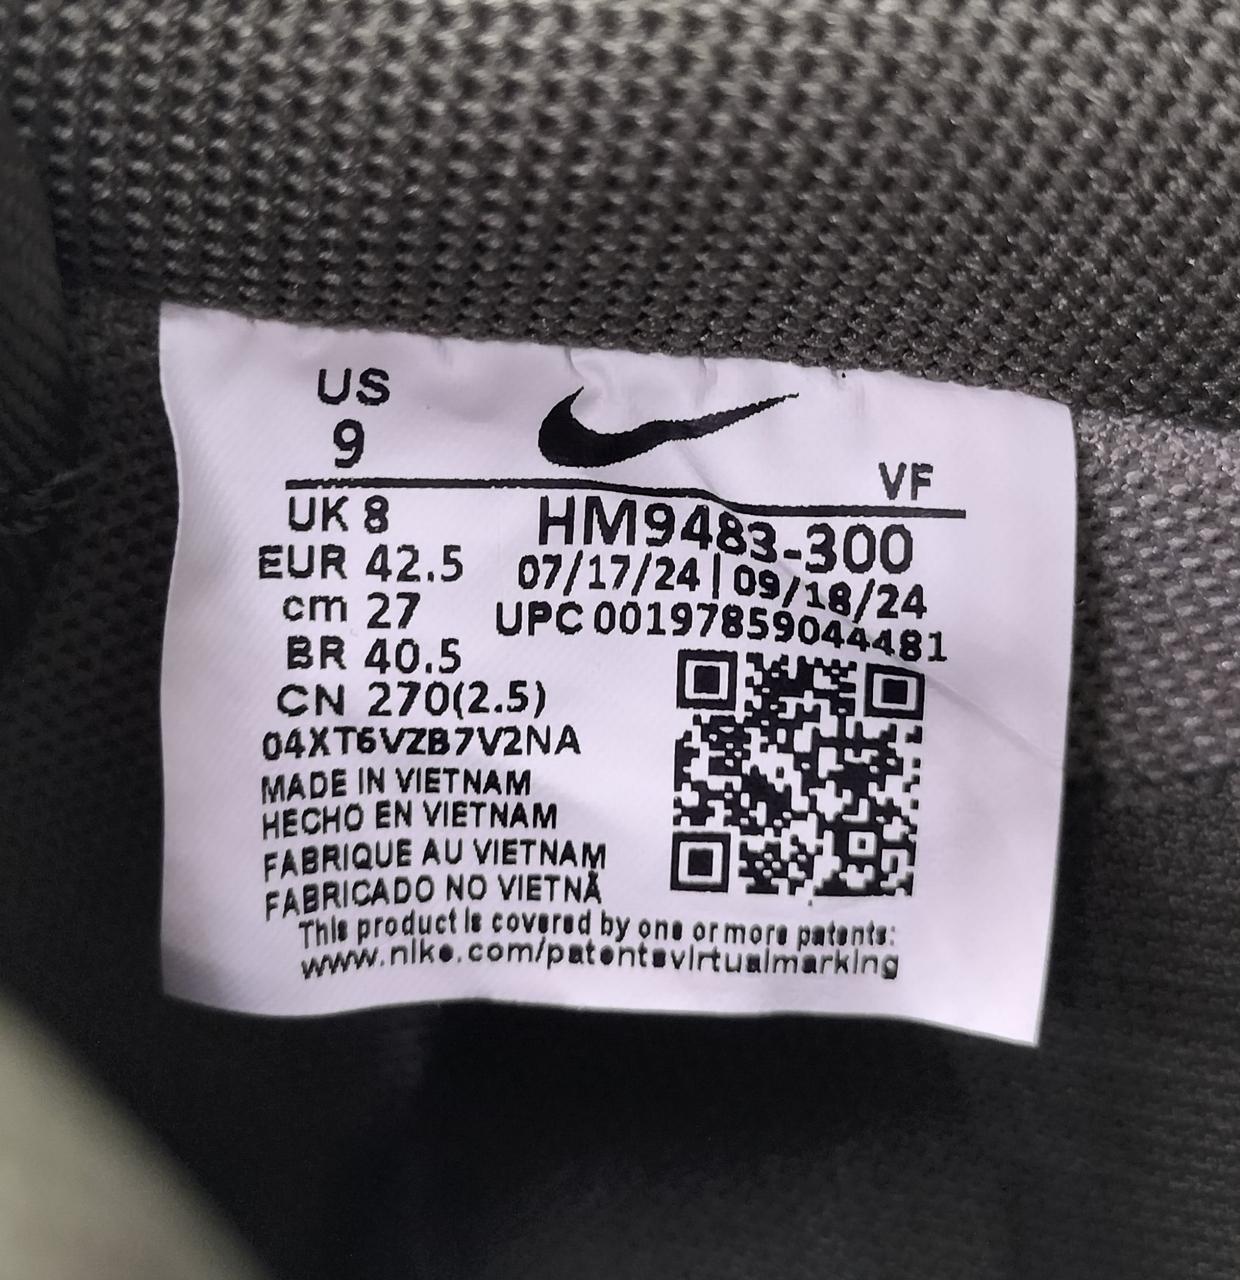 US
9
VF
UK 8
EUR 42.5
cm 27
BR 40.5
CN 270(2.5)
HM9483-300
07/17/24 | 09/18/24
UPC 00197859044481
04XT6VZB7V2NA
MADE IN VIETNAM
HECHO EN VIETNAM
FABRIQUE AU VIETNAM
FABRICADO NO VIETNÃ
This product is covered by one or more patents:
www.nike.com/patentsvirtualmarking